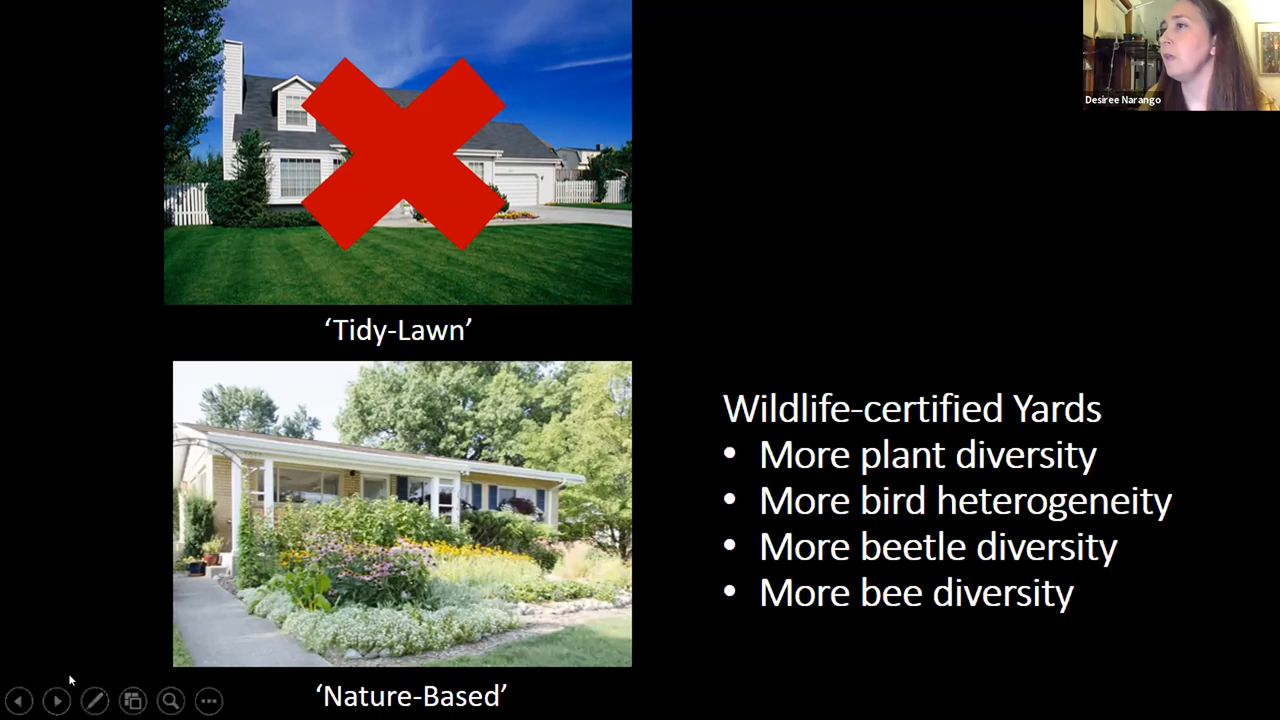 Desiree Narango
‘Tidy-Lawn’
Wildlife-certified Yards
• More plant diversity
• More bird heterogeneity
• More beetle diversity
• More bee diversity
‘Nature-Based’